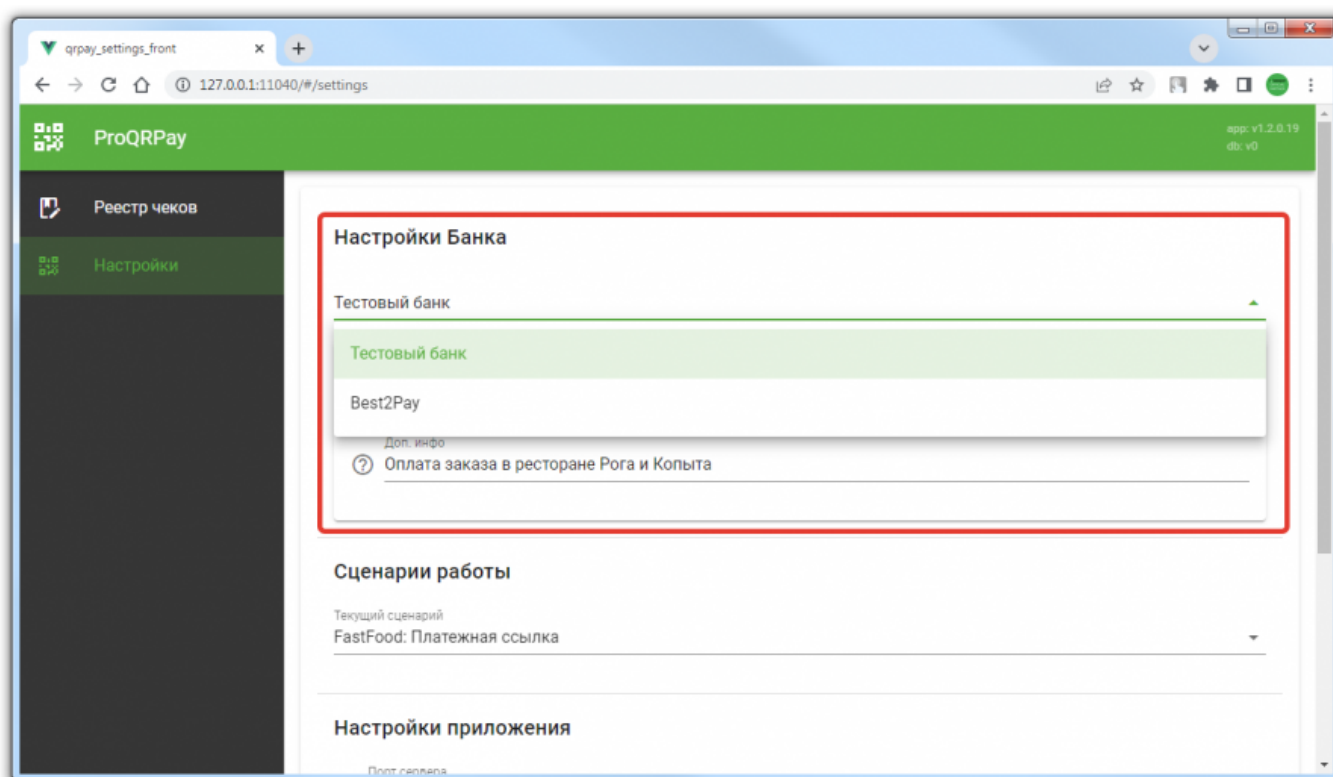 qrpay_settings_front
127.0.0.1:11040/#/settings
ProQRPay
app: v1.2.0.19
db: v0
Реестр чеков
Настройки
Настройки Банка
Тестовый банк
Тестовый банк
Best2Pay
Доп. инфо
Оплата заказа в ресторане Рога и Копыта
Сценарии работы
Текущий сценарий
FastFood: Платежная ссылка
Настройки приложения
Порт сервера